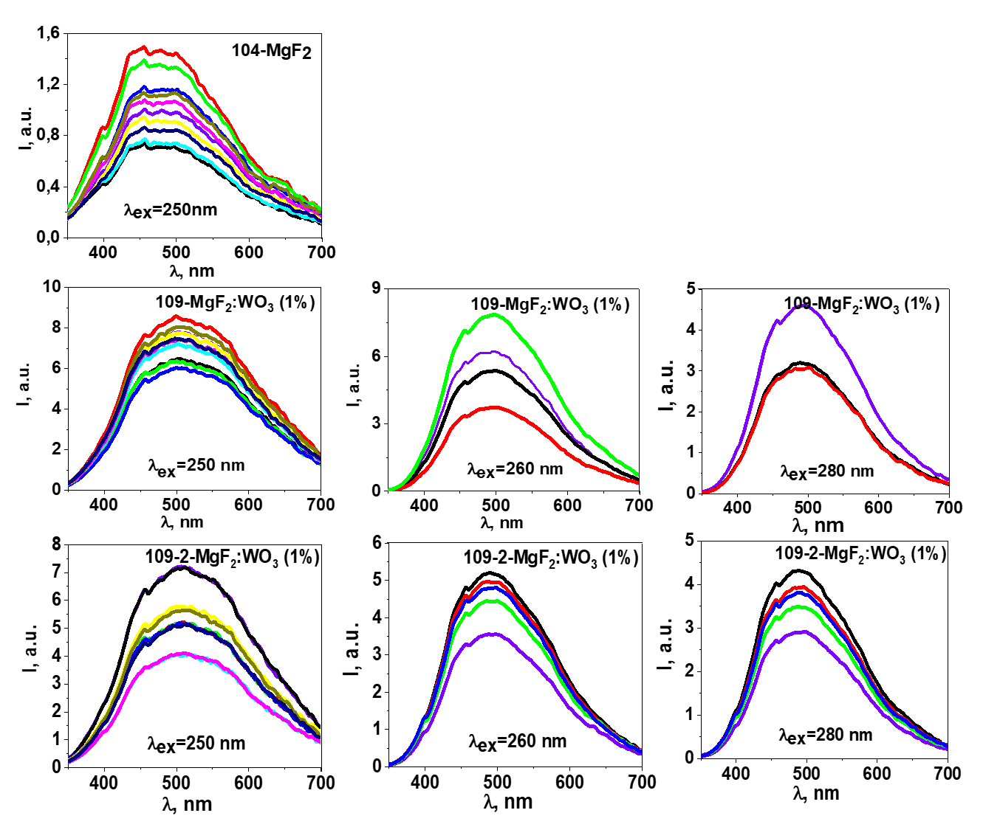 104-MgF2
1,6
1,2
0,8
0,4
0,0
I, a.u.
λex=250nm
400 500 600 700
λ, nm
109-MgF2:WO3 (1%)
10
8
6
4
2
0
I, a.u.
λex=250 nm
400 500 600 700
λ, nm
109-MgF2:WO3 (1%)
9
6
3
0
I, a.u.
λex=260 nm
400 500 600 700
λ, nm
109-MgF2:WO3 (1%)
5
4
3
2
1
0
I, a.u.
λex=280 nm
400 500 600 700
λ, nm
109-2-MgF2:WO3 (1%)
8
7
6
5
4
3
2
1
0
I, a.u.
λex=250 nm
400 500 600 700
λ, nm
109-2-MgF2:WO3 (1%)
6
5
4
3
2
1
0
I, a.u.
λex=260 nm
400 500 600 700
λ, nm
109-2-MgF2:WO3 (1%)
5
4
3
2
1
0
I, a.u.
λex=280 nm
400 500 600 700
λ, nm